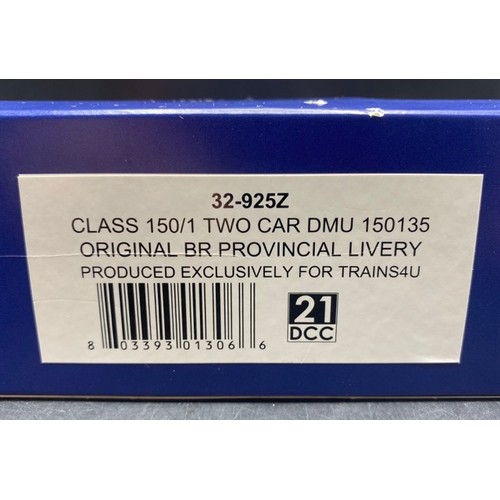 32-925Z
CLASS 150/1 TWO CAR DMU 150135
ORIGINAL BR PROVINCIAL LIVERY
PRODUCED EXCLUSIVELY FOR TRAINS4U
21
DCC
8 03393 01306 6